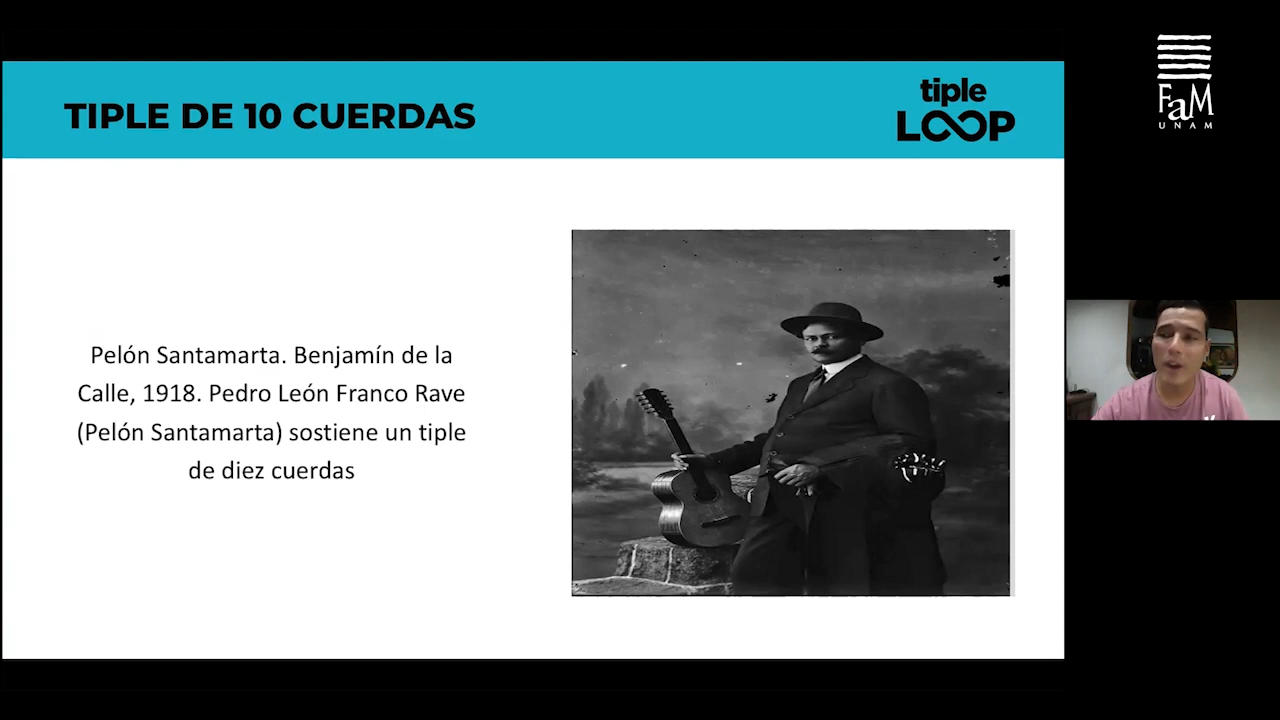 TIPLE DE 10 CUERDAS
tiple
LOOP
Pelón Santamarta. Benjamín de la
Calle, 1918. Pedro León Franco Rave
(Pelón Santamarta) sostiene un tiple
de diez cuerdas
FaM
UNAM